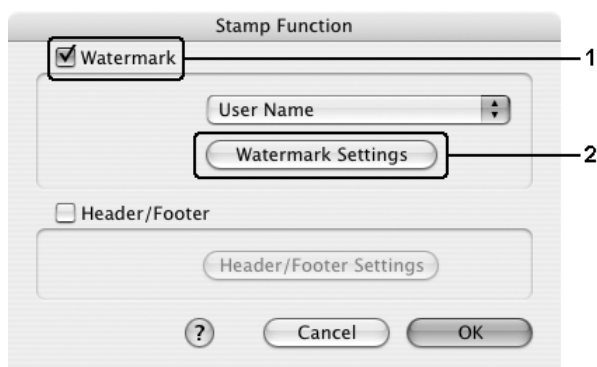 Stamp Function
Watermark
1
User Name
Watermark Settings
2
Header/Footer
Header/Footer Settings
?
Cancel
OK